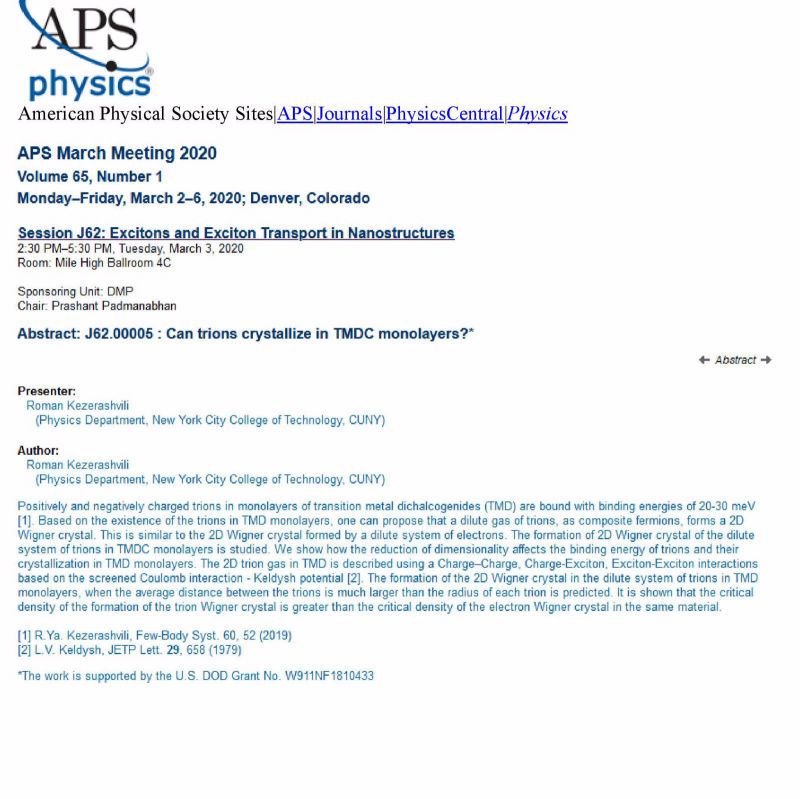 APS
physics®
American Physical Society Sites|APS|Journals|PhysicsCentral|Physics
APS March Meeting 2020
Volume 65, Number 1
Monday–Friday, March 2–6, 2020; Denver, Colorado
Session J62: Excitons and Exciton Transport in Nanostructures
2:30 PM–5:30 PM, Tuesday, March 3, 2020
Room: Mile High Ballroom 4C
Sponsoring Unit: DMP
Chair: Prashant Padmanabhan
Abstract: J62.00005 : Can trions crystallize in TMDC monolayers?*
← Abstract →
Presenter:
Roman Kezerashvili
(Physics Department, New York City College of Technology, CUNY)
Author:
Roman Kezerashvili
(Physics Department, New York City College of Technology, CUNY)
Positively and negatively charged trions in monolayers of transition metal dichalcogenides (TMD) are bound with binding energies of 20-30 meV
[1]. Based on the existence of the trions in TMD monolayers, one can propose that a dilute gas of trions, as composite fermions, forms a 2D
Wigner crystal. This is similar to the 2D Wigner crystal formed by a dilute system of electrons. The formation of 2D Wigner crystal of the dilute
system of trions in TMDC monolayers is studied. We show how the reduction of dimensionality affects the binding energy of trions and their
crystallization in TMD monolayers. The 2D trion gas in TMD is described using a Charge–Charge, Charge-Exciton, Exciton-Exciton interactions
based on the screened Coulomb interaction - Keldysh potential [2]. The formation of the 2D Wigner crystal in the dilute system of trions in TMD
monolayers, when the average distance between the trions is much larger than the radius of each trion is predicted. It is shown that the critical
density of the formation of the trion Wigner crystal is greater than the critical density of the electron Wigner crystal in the same material.
[1] R.Ya. Kezerashvili, Few-Body Syst. 60, 52 (2019)
[2] L.V. Keldysh, JETP Lett. 29, 658 (1979)
*The work is supported by the U.S. DOD Grant No. W911NF1810433